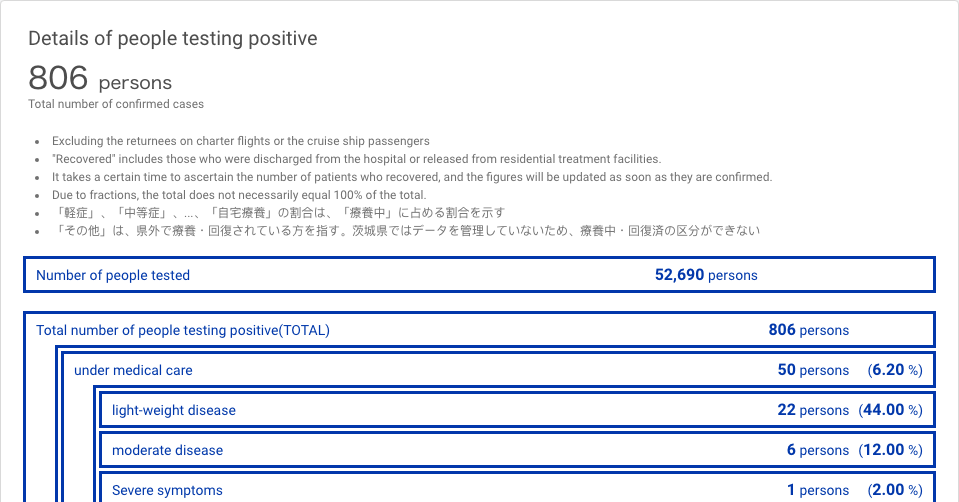 Details of people testing positive
806 persons
Total number of confirmed cases
• Excluding the returnees on charter flights or the cruise ship passengers
• "Recovered" includes those who were discharged from the hospital or released from residential treatment facilities.
• It takes a certain time to ascertain the number of patients who recovered, and the figures will be updated as soon as they are confirmed.
• Due to fractions, the total does not necessarily equal 100% of the total.
• 「軽症」、「中等症」、...、「自宅療養」の割合は、「療養中」に占める割合を示す
• 「その他」は、県外で療養・回復されている方を指す。茨城県ではデータを管理していないため、療養中・回復済の区分ができない
Number of people tested 52,690 persons
Total number of people testing positive(TOTAL) 806 persons
under medical care 50 persons (6.20 %)
light-weight disease 22 persons (44.00 %)
moderate disease 6 persons (12.00 %)
Severe symptoms 1 persons (2.00 %)